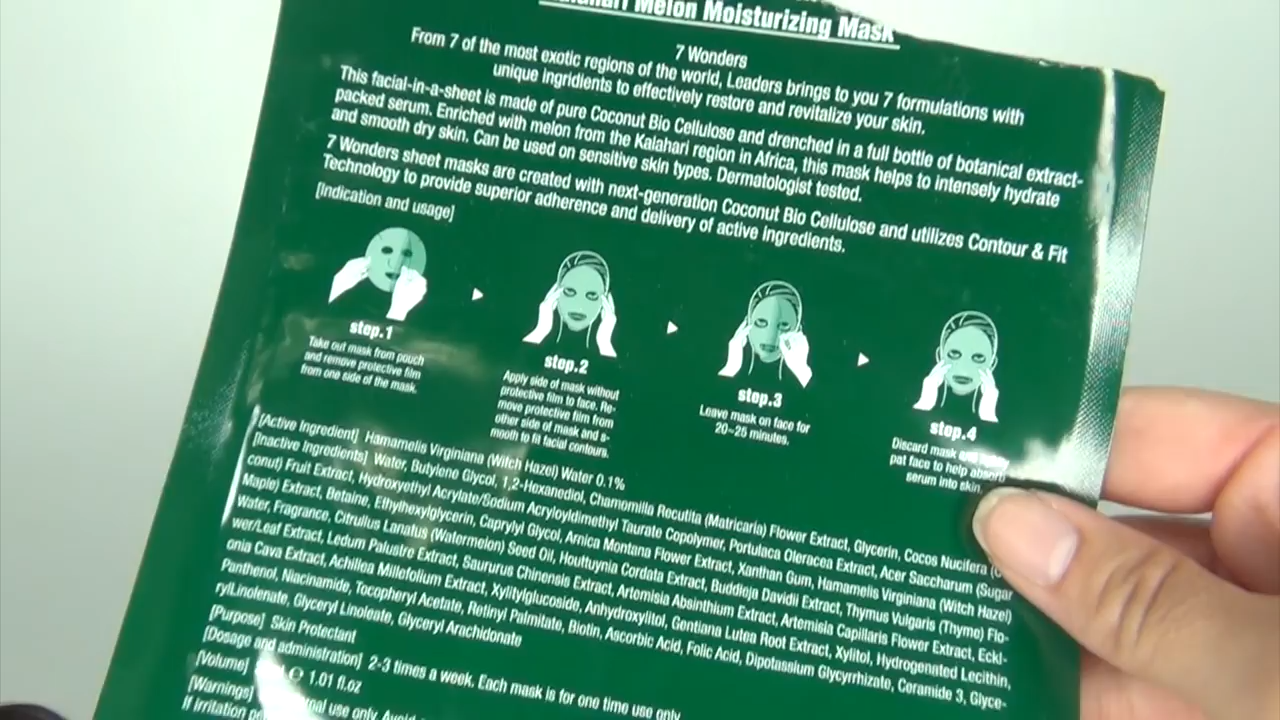 Melon Moisturizing Mask
7 Wonders
From 7 of the most exotic regions of the world, Leaders brings to you 7 formulations with
unique ingridients to effectively restore and revitalize your skin.
This facial-in-a-sheet is made of pure Coconut Bio Cellulose and drenched in a full bottle of botanical extract-
packed serum. Enriched with melon from the Kalahari region in Africa, this mask helps to intensely hydrate
and smooth dry skin. Can be used on sensitive skin types. Dermatologist tested.
7 Wonders sheet masks are created with next-generation Coconut Bio Cellulose and utilizes Contour & Fit
Technology to provide superior adherence and delivery of active ingredients.
[Indication and usage]
step.1
Take out mask from pouch
and remove protective film
from one side of the mask.
step.2
Apply side of mask without
protective film to face. Re-
move protective film from
other side of mask and s-
mooth to fit facial contours.
step.3
Leave mask on face for
20~25 minutes.
step.4
Discard mask
pat face to help absorb
serum into skin.
[Active Ingredient] Hamamelis Virginiana (Witch Hazel) Water 0.1%
[Inactive Ingredients] Water, Butylene Glycol, 1,2-Hexanediol, Chamomilla Recutita (Matricaria) Flower Extract, Glycerin, Cocos Nucifera (C
conut) Fruit Extract, Hydroxyethyl Acrylate/Sodium Acryloyldimethyl Taurate Copolymer, Portulaca Oleracea Extract, Acer Saccharum (Sugar
Maple) Extract, Betaine, Ethylhexylglycerin, Caprylyl Glycol, Arnica Montana Flower Extract, Xanthan Gum, Hamamelis Virginiana (Witch Hazel)
Water, Fragrance, Citrullus Lanatus (Watermelon) Seed Oil, Houttuynia Cordata Extract, Buddleja Davidii Extract, Thymus Vulgaris (Thyme) Flo-
wer/Leaf Extract, Ledum Palustre Extract, Saururus Chinensis Extract, Artemisia Absinthium Extract, Artemisia Capillaris Flower Extract, Eckl-
onia Cava Extract, Achillea Millefolium Extract, Xylitylglucoside, Anhydroxylitol, Gentiana Lutea Root Extract, Xylitol, Hydrogenated Lecithin,
Panthenol, Niacinamide, Tocopheryl Acetate, Retinyl Palmitate, Biotin, Ascorbic Acid, Folic Acid, Dipotassium Glycyrrhizate, Ceramide 3, Glyce-
ryl Linolenate, Glyceryl Linoleate, Glyceryl Arachidonate
[Purpose] Skin Protectant
[Dosage and administration] 2-3 times a week. Each mask is for one time use only.
[Volume] ℮ 1.01 fl.oz
[Warnings] use only.
If irritation